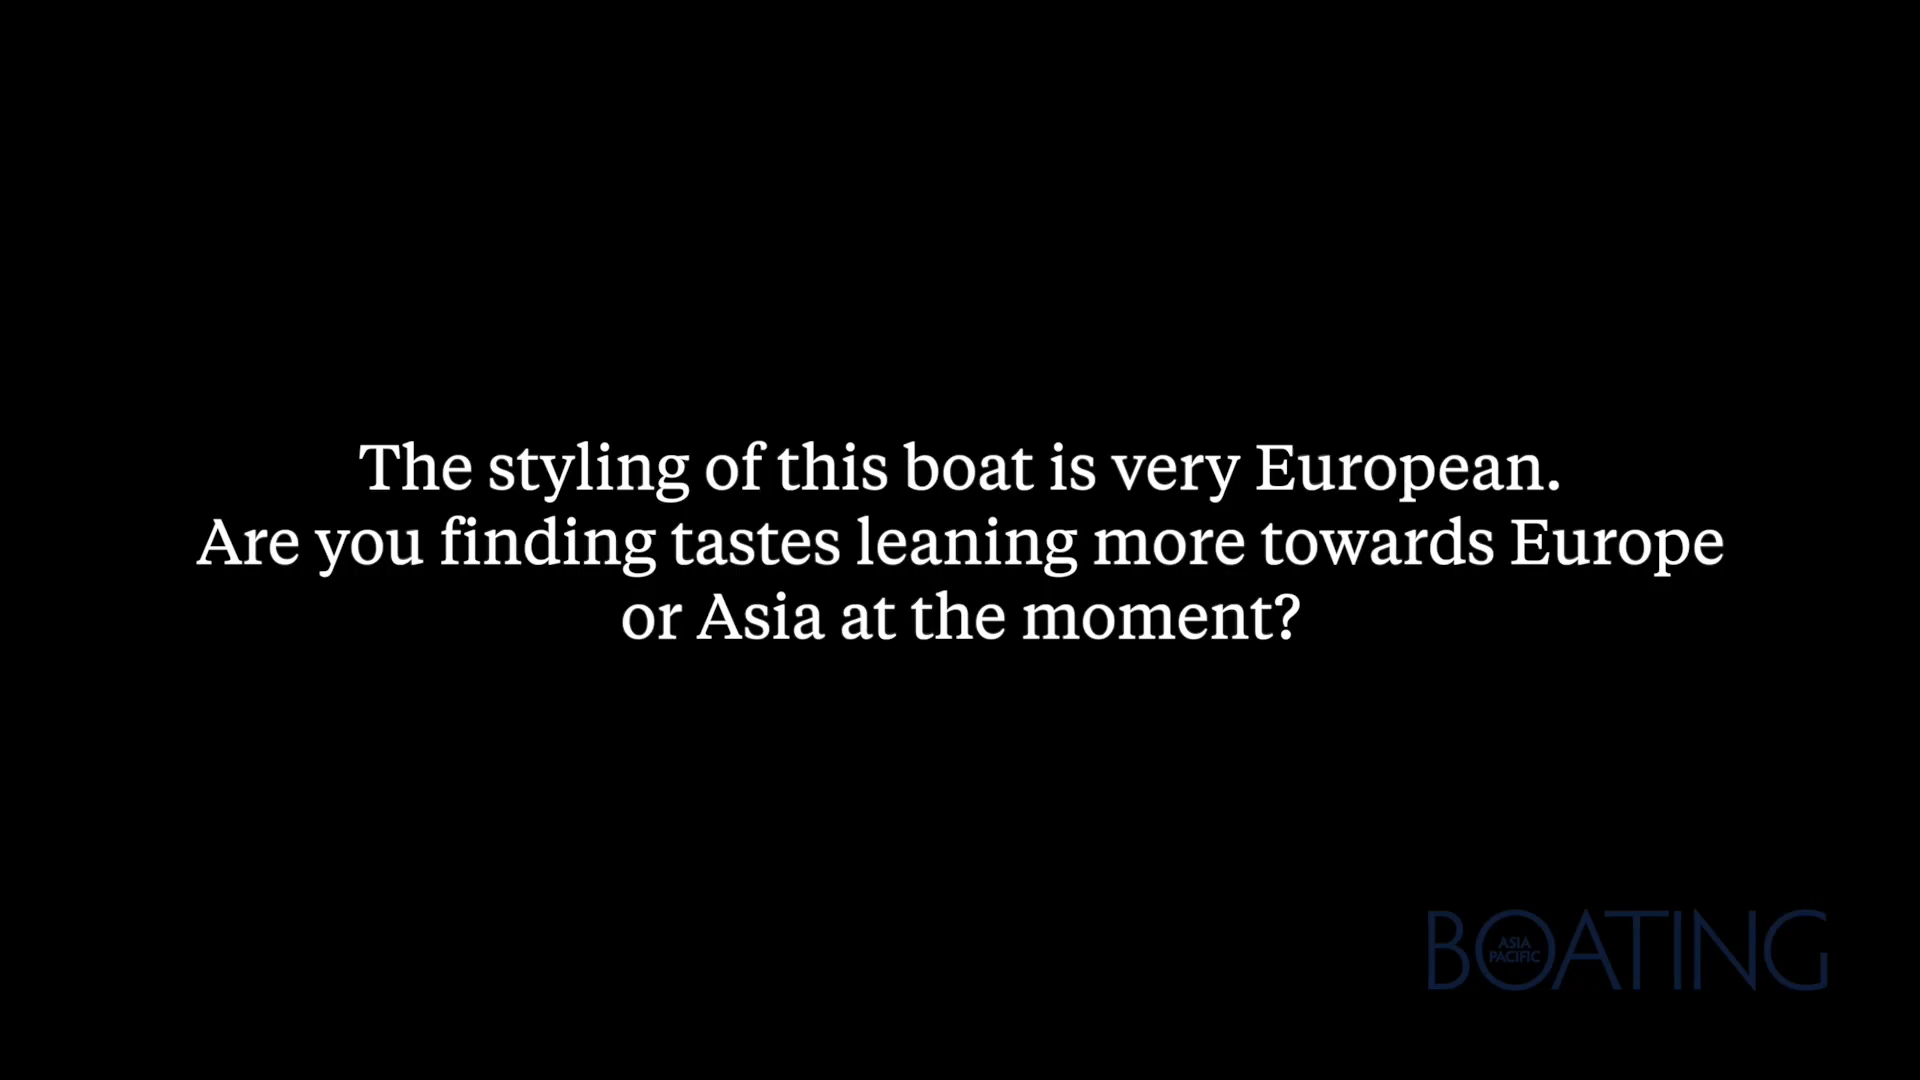 The styling of this boat is very European.
Are you finding tastes leaning more towards Europe
or Asia at the moment?
BOATING
ASIA
PACIFIC